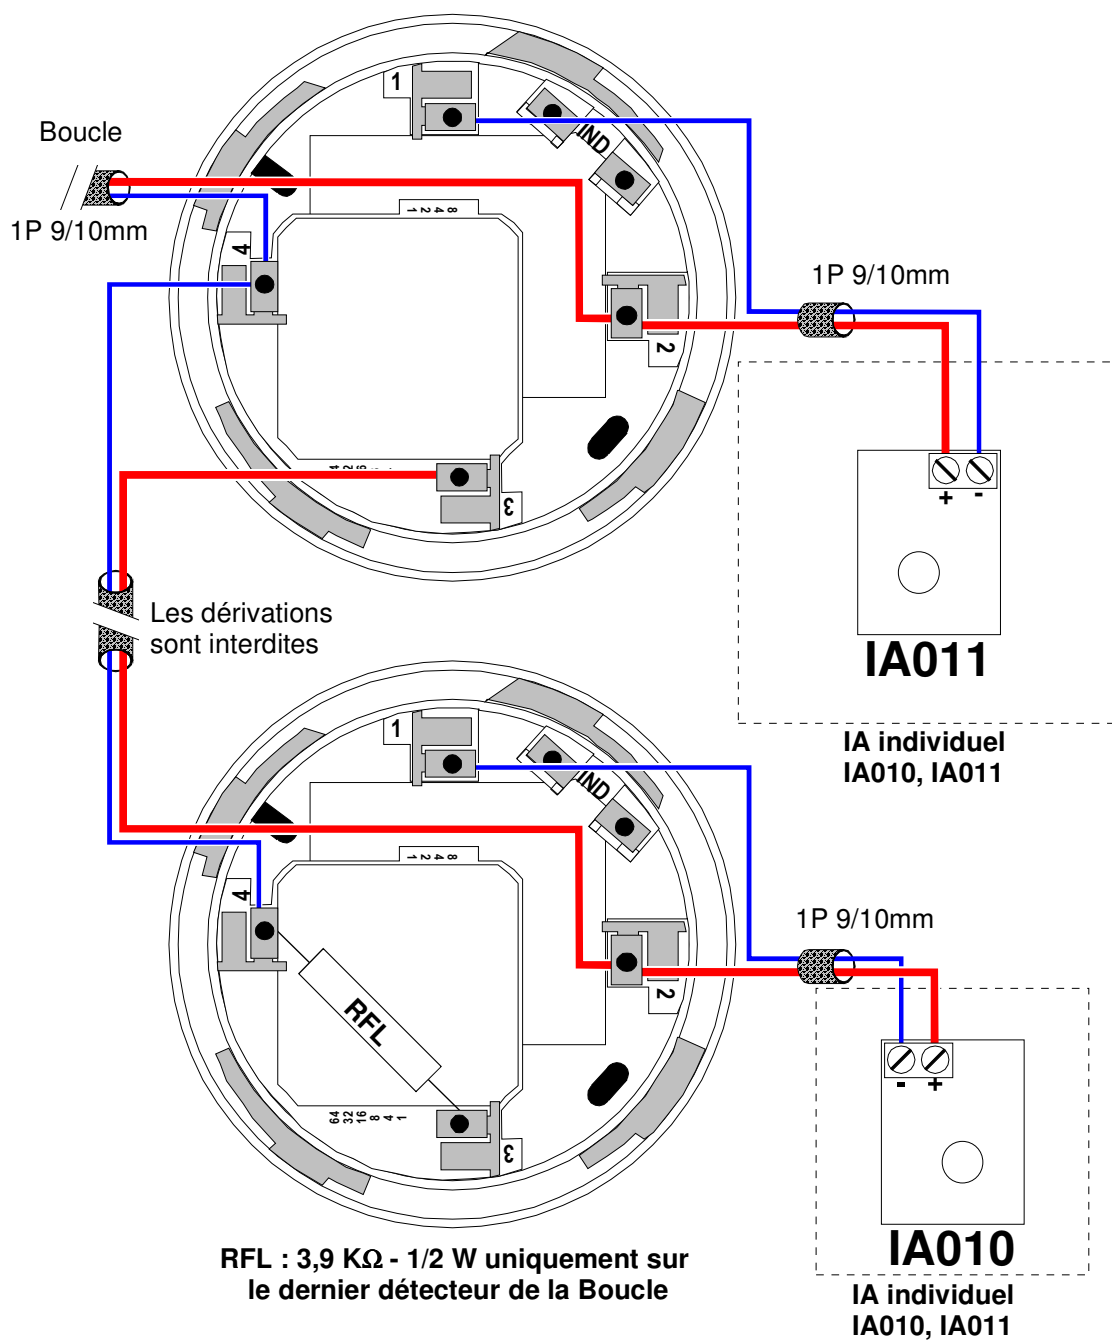 1
IND
Boucle
1P 9/10mm
4
1 2 4 8
1P 9/10mm
2
3
+ -
IA011
Les dérivations
sont interdites
IA individuel
IA010, IA011
1
IND
4
1 2 4 8
1P 9/10mm
2
RFL
64 32 16 8 4 1
3
- +
IA010
RFL : 3,9 KΩ - 1/2 W uniquement sur
le dernier détecteur de la Boucle
IA individuel
IA010, IA011